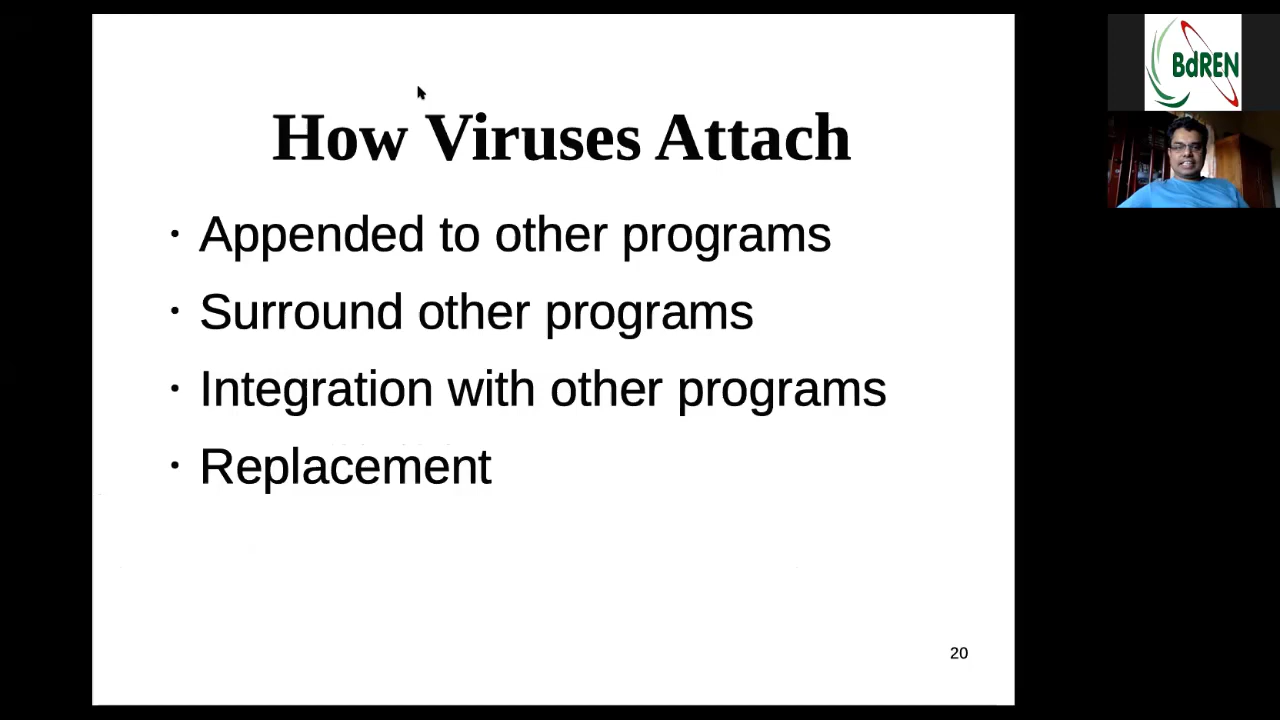 How Viruses Attach
• Appended to other programs
• Surround other programs
• Integration with other programs
• Replacement
20
BdREN